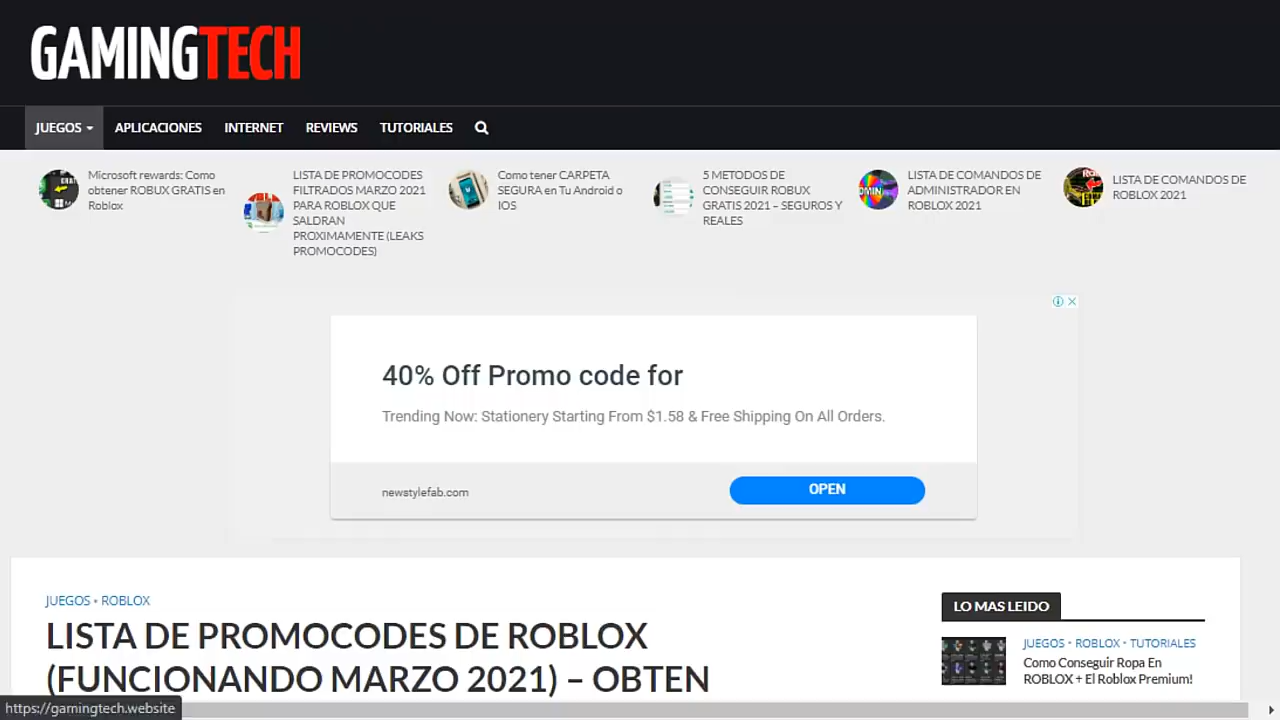 GAMINGTECH
JUEGOS
APLICACIONES
INTERNET
REVIEWS
TUTORIALES
Microsoft rewards: Como
obtener ROBUX GRATIS en
Roblox
LISTA DE PROMOCODES
FILTRADOS MARZO 2021
PARA ROBLOX QUE
SALDRAN
PROXIMAMENTE (LEAKS
PROMOCODES)
Como tener CARPETA
SEGURA en Tu Android o
IOS
5 METODOS DE
CONSEGUIR ROBUX
GRATIS 2021 – SEGUROS Y
REALES
LISTA DE COMANDOS DE
ADMINISTRADOR EN
ROBLOX 2021
LISTA DE COMANDOS DE
ROBLOX 2021
40% Off Promo code for
Trending Now: Stationery Starting From $1.58 & Free Shipping On All Orders.
newstylefab.com
OPEN
JUEGOS • ROBLOX
LISTA DE PROMOCODES DE ROBLOX
(FUNCIONANDO MARZO 2021) – OBTEN
LO MAS LEIDO
JUEGOS • ROBLOX • TUTORIALES
Como Conseguir Ropa En
ROBLOX + El Roblox Premium!
https://gamingtech.website